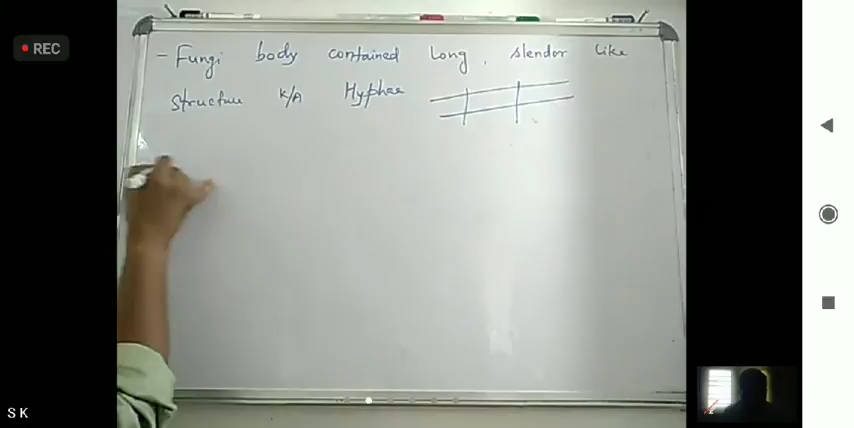 REC
- Fungi body contained long, slender like
structure K/A Hyphae
S K